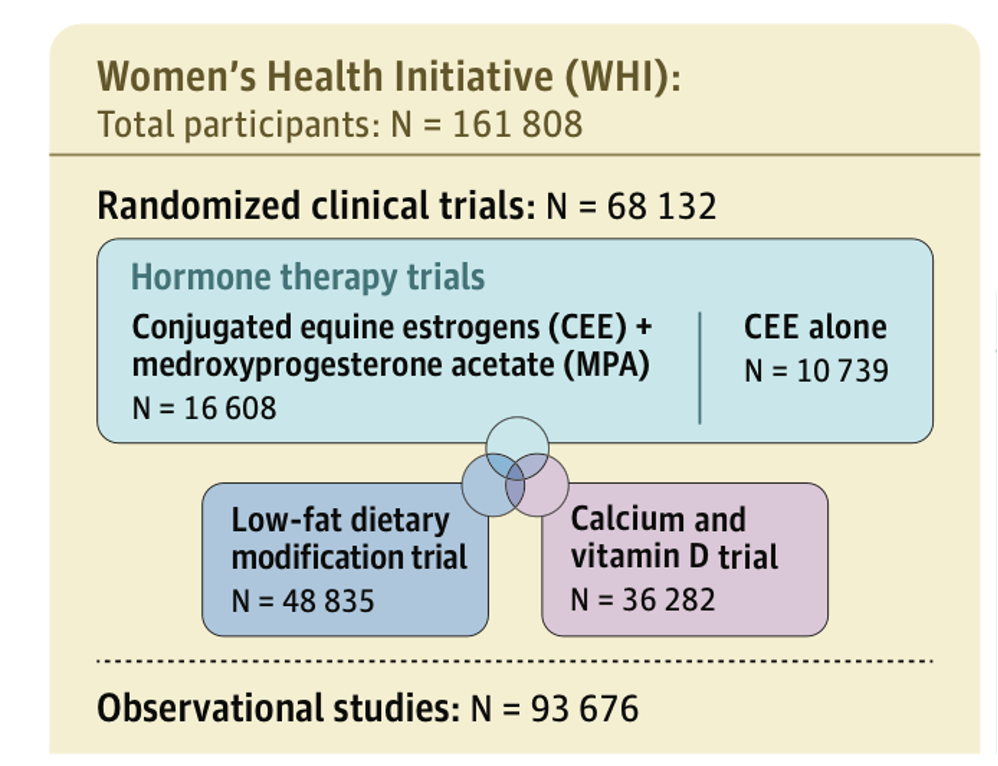 Women’s Health Initiative (WHI):
Total participants: N = 161 808
Randomized clinical trials: N = 68 132
Hormone therapy trials
Conjugated equine estrogens (CEE) +
medroxyprogesterone acetate (MPA)
N = 16 608
CEE alone
N = 10 739
Low-fat dietary
modification trial
N = 48 835
Calcium and
vitamin D trial
N = 36 282
Observational studies: N = 93 676